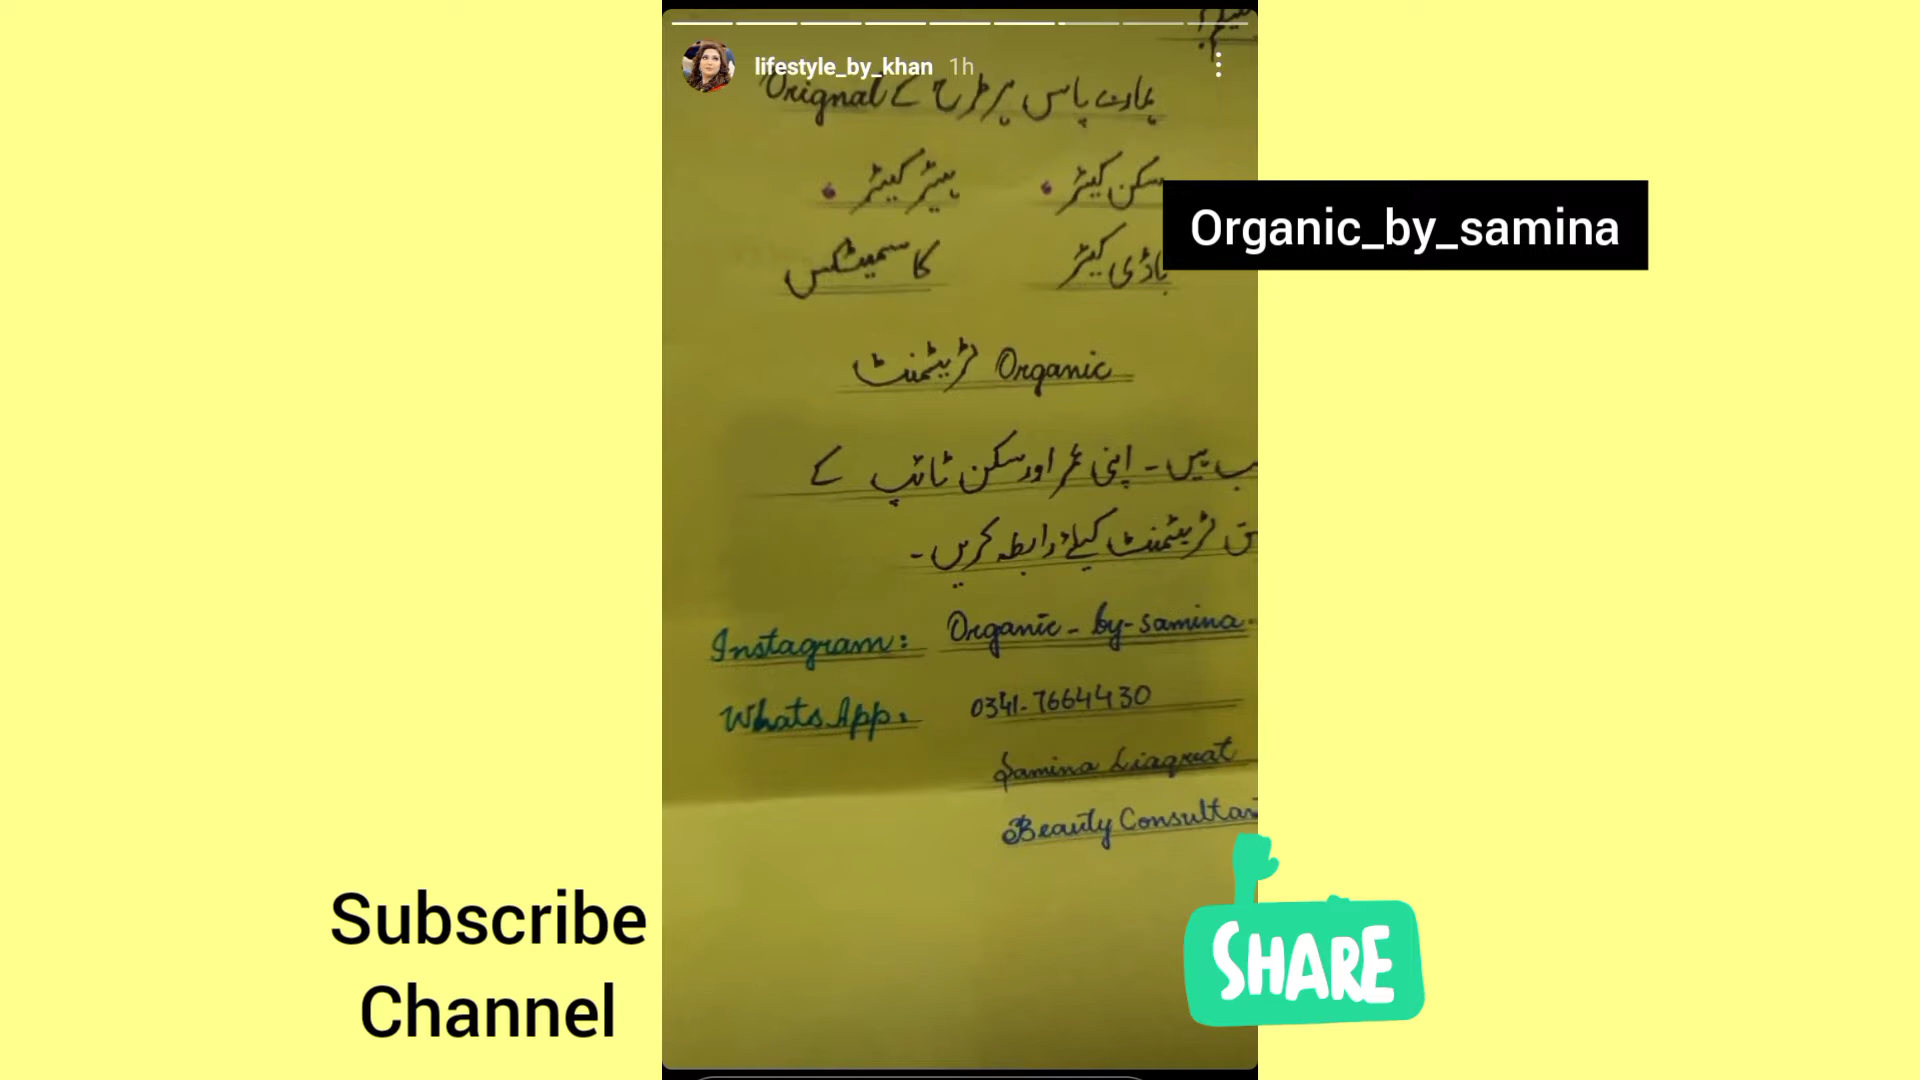 lifestyle_by_khan 1h
ہمارے پاس ہر طرح کے Orignal
سکن کیئر • ہیئر کیئر •
باڈی کیئر کاسمیٹکس
Organic ٹریٹمنٹ
ہیں - اپنی عمر اور سکن ٹائپ کے
ٹریٹمنٹ کیلئے رابطہ کریں -
Instagram: Organic-by-samina
WhatsApp: 0341-7664430
Samina Liaquat
Beauty Consultan
Organic_by_samina
Subscribe
Channel
SHARE